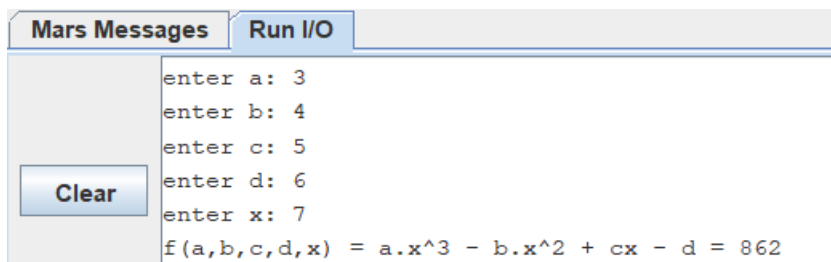 Mars Messages Run I/O
enter a: 3
enter b: 4
enter c: 5
Clear
enter d: 6
enter x: 7
f(a,b,c,d,x) = a.x^3 - b.x^2 + cx - d = 862